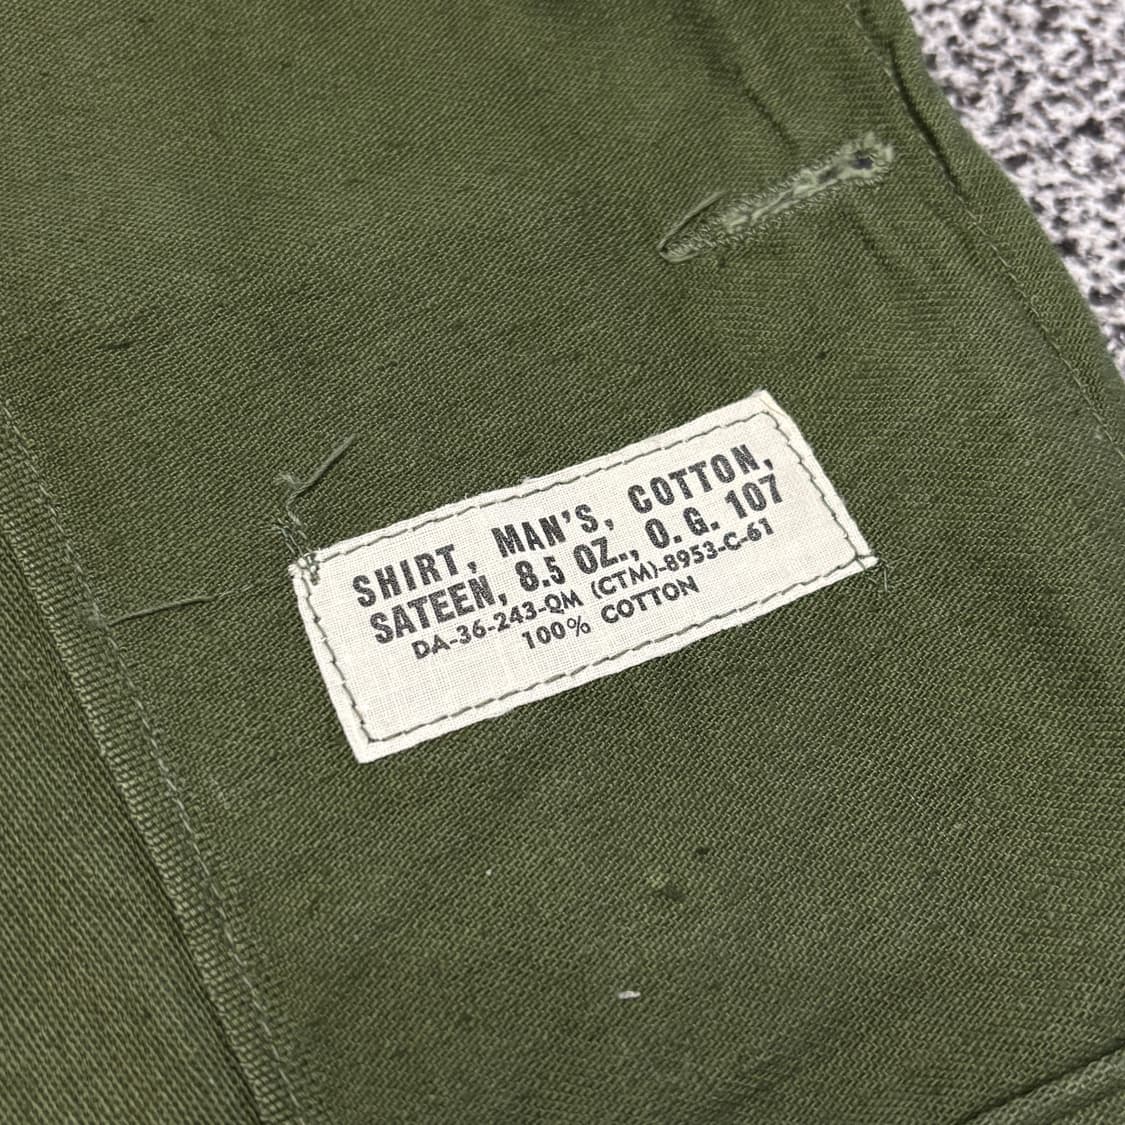 SHIRT, MAN'S, COTTON,
SATEEN, 8.5 OZ., O.G. 107
DA-36-243-QM (CTM)-8953-C-61
100% COTTON